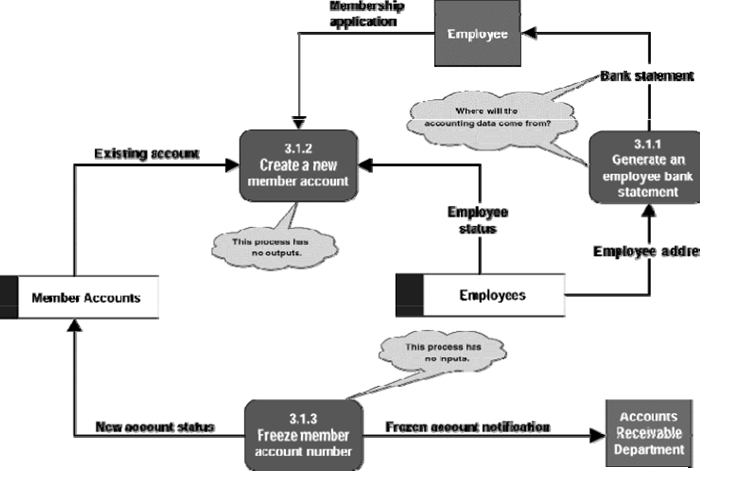 Membership
application
Employee
Bank statement
Where will the
accounting data come from?
3.1.1
Generate an
employee bank
statement
3.1.2
Create a new
member account
Existing account
This process has
no outputs.
Employee
status
Employee addre
Member Accounts
Employees
This process has
no inputs.
3.1.3
Freeze member
account number
New account status
Frozen account notification
Accounts
Receivable
Department